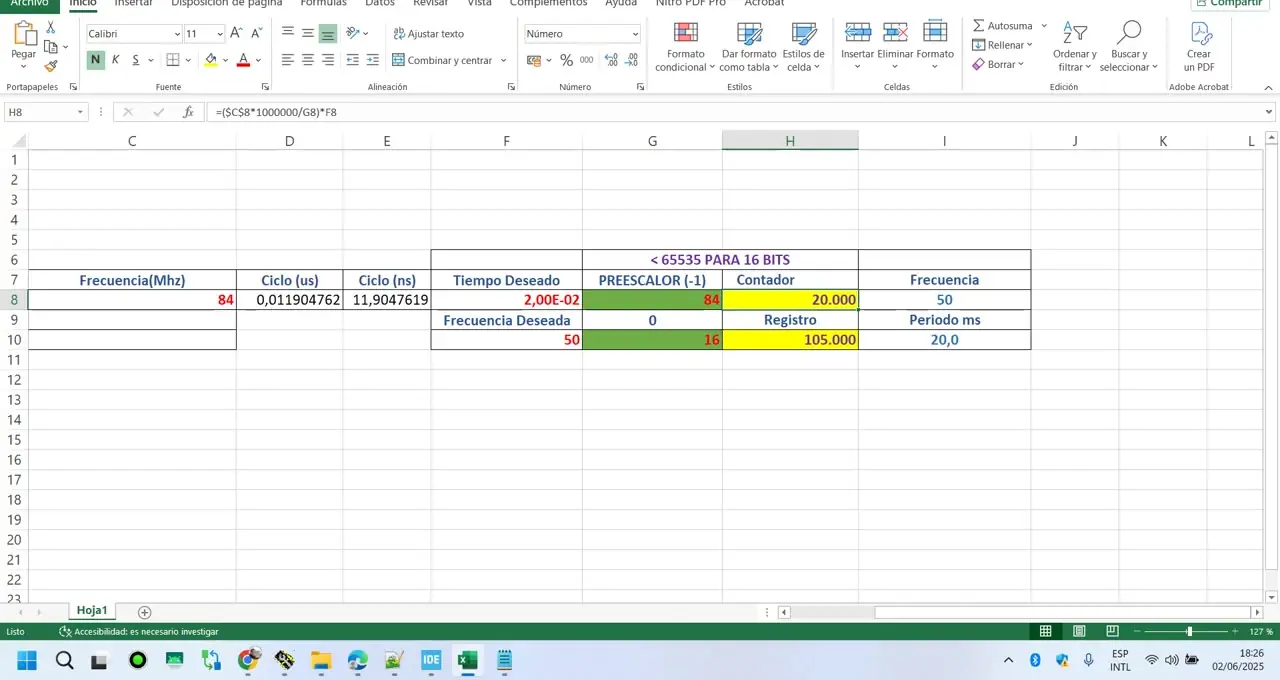 Archivo Inicio Insertar Disposición de página Fórmulas Datos Revisar Vista Complementos Ayuda Nitro PDF Pro Acrobat Compartir
Calibri 11 Ajustar texto Número Autosuma
Pegar Formato Dar formato Estilos de Insertar Eliminar Formato Rellenar Ordenar y Buscar y Crear
N K S A Combinar y centrar % 000 condicional como tabla celda Borrar filtrar seleccionar un PDF
Portapapeles Fuente Alineación Número Estilos Celdas Edición Adobe Acrobat
H8 fx =($C$8*1000000/G8)*F8
C D E F G H I J K L
1
2
3
4
5
6 < 65535 PARA 16 BITS
7 Frecuencia(Mhz) Ciclo (us) Ciclo (ns) Tiempo Deseado PREESCALOR (-1) Contador Frecuencia
8 84 0,011904762 11,9047619 2,00E-02 84 20.000 50
9 Frecuencia Deseada 0 Registro Periodo ms
10 50 16 105.000 20,0
11
12
13
14
15
16
17
18
19
20
21
22
23
Hoja1
Listo Accesibilidad: es necesario investigar 127 %
IDE ESP 18:26
INTL 02/06/2025